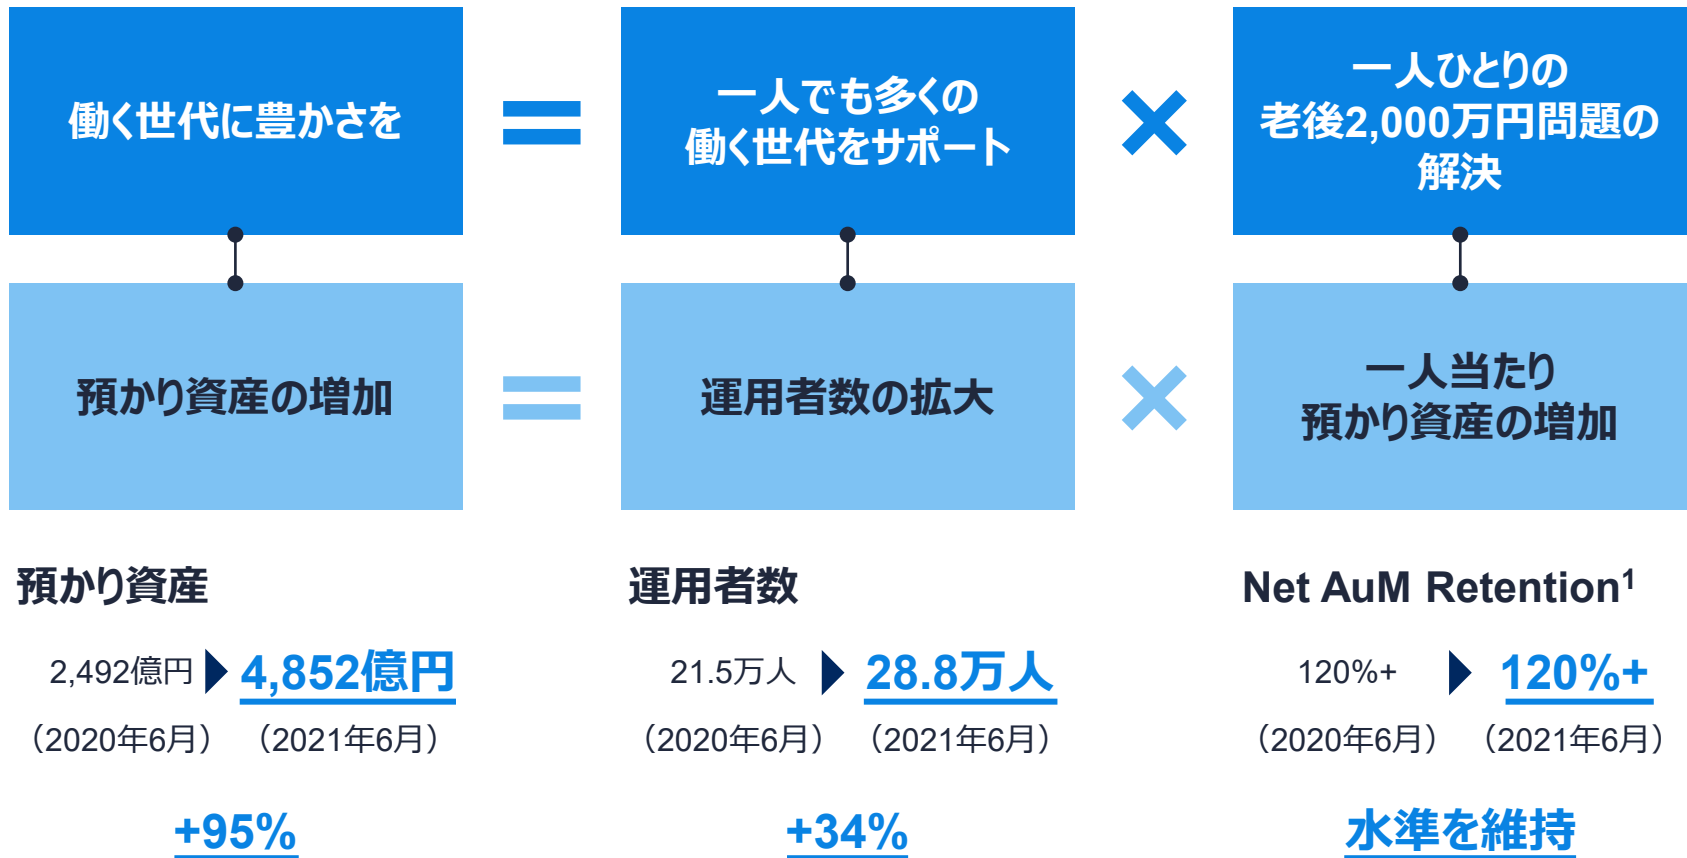 働く世代に豊かさを
=
一人でも多くの
働く世代をサポート
×
一人ひとりの
老後2,000万円問題の
解決
預かり資産の増加
=
運用者数の拡大
×
一人当たり
預かり資産の増加
預かり資産
2,492億円 4,852億円
（2020年6月） （2021年6月）
+95%
運用者数
21.5万人 28.8万人
（2020年6月） （2021年6月）
+34%
Net AuM Retention¹
120%+ 120%+
（2020年6月） （2021年6月）
水準を維持